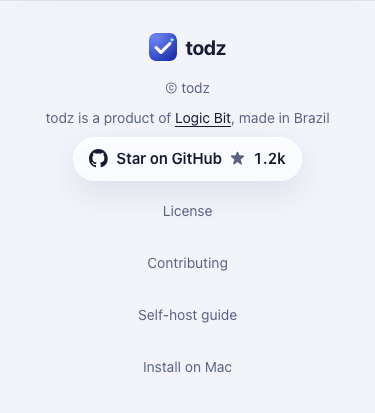 todz
© todz
todz is a product of Logic Bit, made in Brazil
Star on GitHub ★ 1.2k
License
Contributing
Self-host guide
Install on Mac